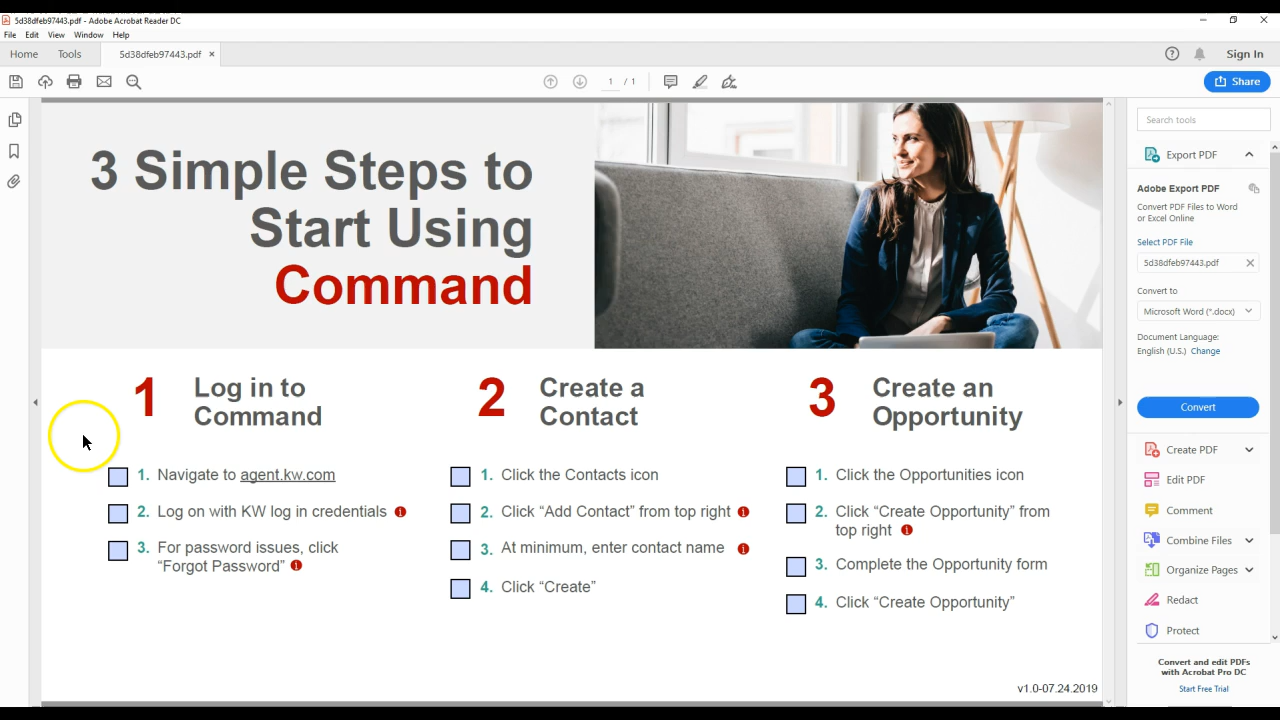 5d38dfeb97443.pdf - Adobe Acrobat Reader DC
File Edit View Window Help
Home Tools 5d38dfeb97443.pdf × Sign In
1 / 1 Share
3 Simple Steps to
Start Using
Command
1 Log in to
Command
1. Navigate to agent.kw.com
2. Log on with KW log in credentials
3. For password issues, click
“Forgot Password”
2 Create a
Contact
1. Click the Contacts icon
2. Click “Add Contact” from top right
3. At minimum, enter contact name
4. Click “Create”
3 Create an
Opportunity
1. Click the Opportunities icon
2. Click “Create Opportunity” from
top right
3. Complete the Opportunity form
4. Click “Create Opportunity”
v1.0-07.24.2019
Search tools
Export PDF
Adobe Export PDF
Convert PDF Files to Word
or Excel Online
Select PDF File
5d38dfeb97443.pdf
Convert to
Microsoft Word (*.docx)
Document Language:
English (U.S.) Change
Convert
Create PDF
Edit PDF
Comment
Combine Files
Organize Pages
Redact
Protect
Convert and edit PDFs
with Acrobat Pro DC
Start Free Trial